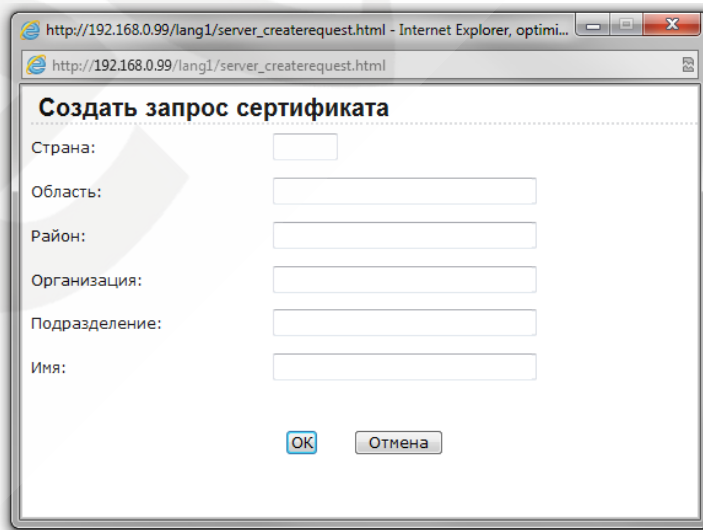 http://192.168.0.99/lang1/server_createrequest.html - Internet Explorer, optimi...
http://192.168.0.99/lang1/server_createrequest.html
Создать запрос сертификата
Страна:
Область:
Район:
Организация:
Подразделение:
Имя:
OK Отмена